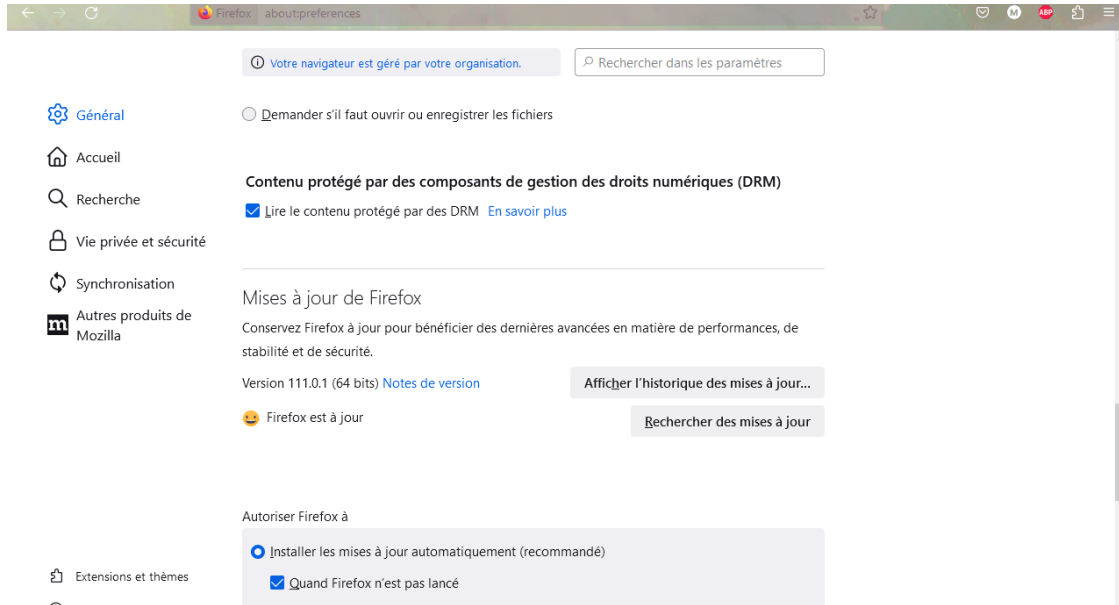 Firefox about:preferences
M ABP
Votre navigateur est géré par votre organisation.
Rechercher dans les paramètres
Général
Accueil
Recherche
Vie privée et sécurité
Synchronisation
m Autres produits de
Mozilla
Extensions et thèmes
Demander s'il faut ouvrir ou enregistrer les fichiers
Contenu protégé par des composants de gestion des droits numériques (DRM)
Lire le contenu protégé par des DRM En savoir plus
Mises à jour de Firefox
Conservez Firefox à jour pour bénéficier des dernières avancées en matière de performances, de
stabilité et de sécurité.
Version 111.0.1 (64 bits) Notes de version
Afficher l'historique des mises à jour...
Firefox est à jour
Rechercher des mises à jour
Autoriser Firefox à
Installer les mises à jour automatiquement (recommandé)
Quand Firefox n'est pas lancé